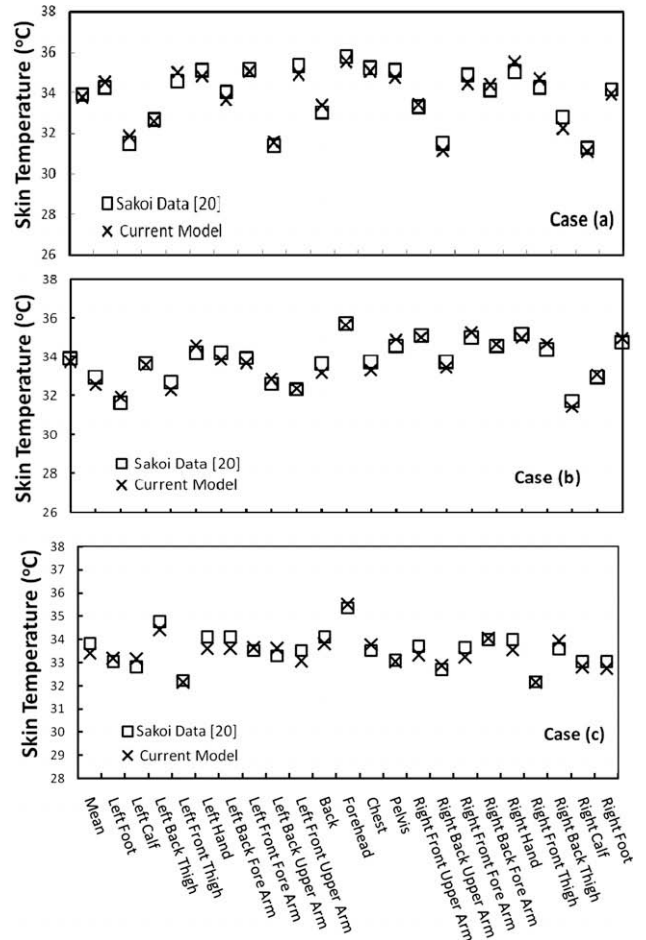 Skin Temperature (°C)
38
36
34
32
30
28
26
Sakoi Data [20]
Current Model
Case (a)
Skin Temperature (°C)
38
36
34
32
30
28
26
Sakoi Data [20]
Current Model
Case (b)
Skin Temperature (°C)
38
37
36
35
34
33
32
31
30
29
28
Sakoi Data [20]
Current Model
Case (c)
Mean
Left Foot
Left Calf
Left Back Thigh
Left Front Thigh
Left Hand
Left Back Fore Arm
Left Front Fore Arm
Left Back Upper Arm
Left Front Upper Arm
Back
Forehead
Chest
Pelvis
Right Front Upper Arm
Right Back Upper Arm
Right Front Fore Arm
Right Back Fore Arm
Right Hand
Right Front Thigh
Right Back Thigh
Right Calf
Right Foot